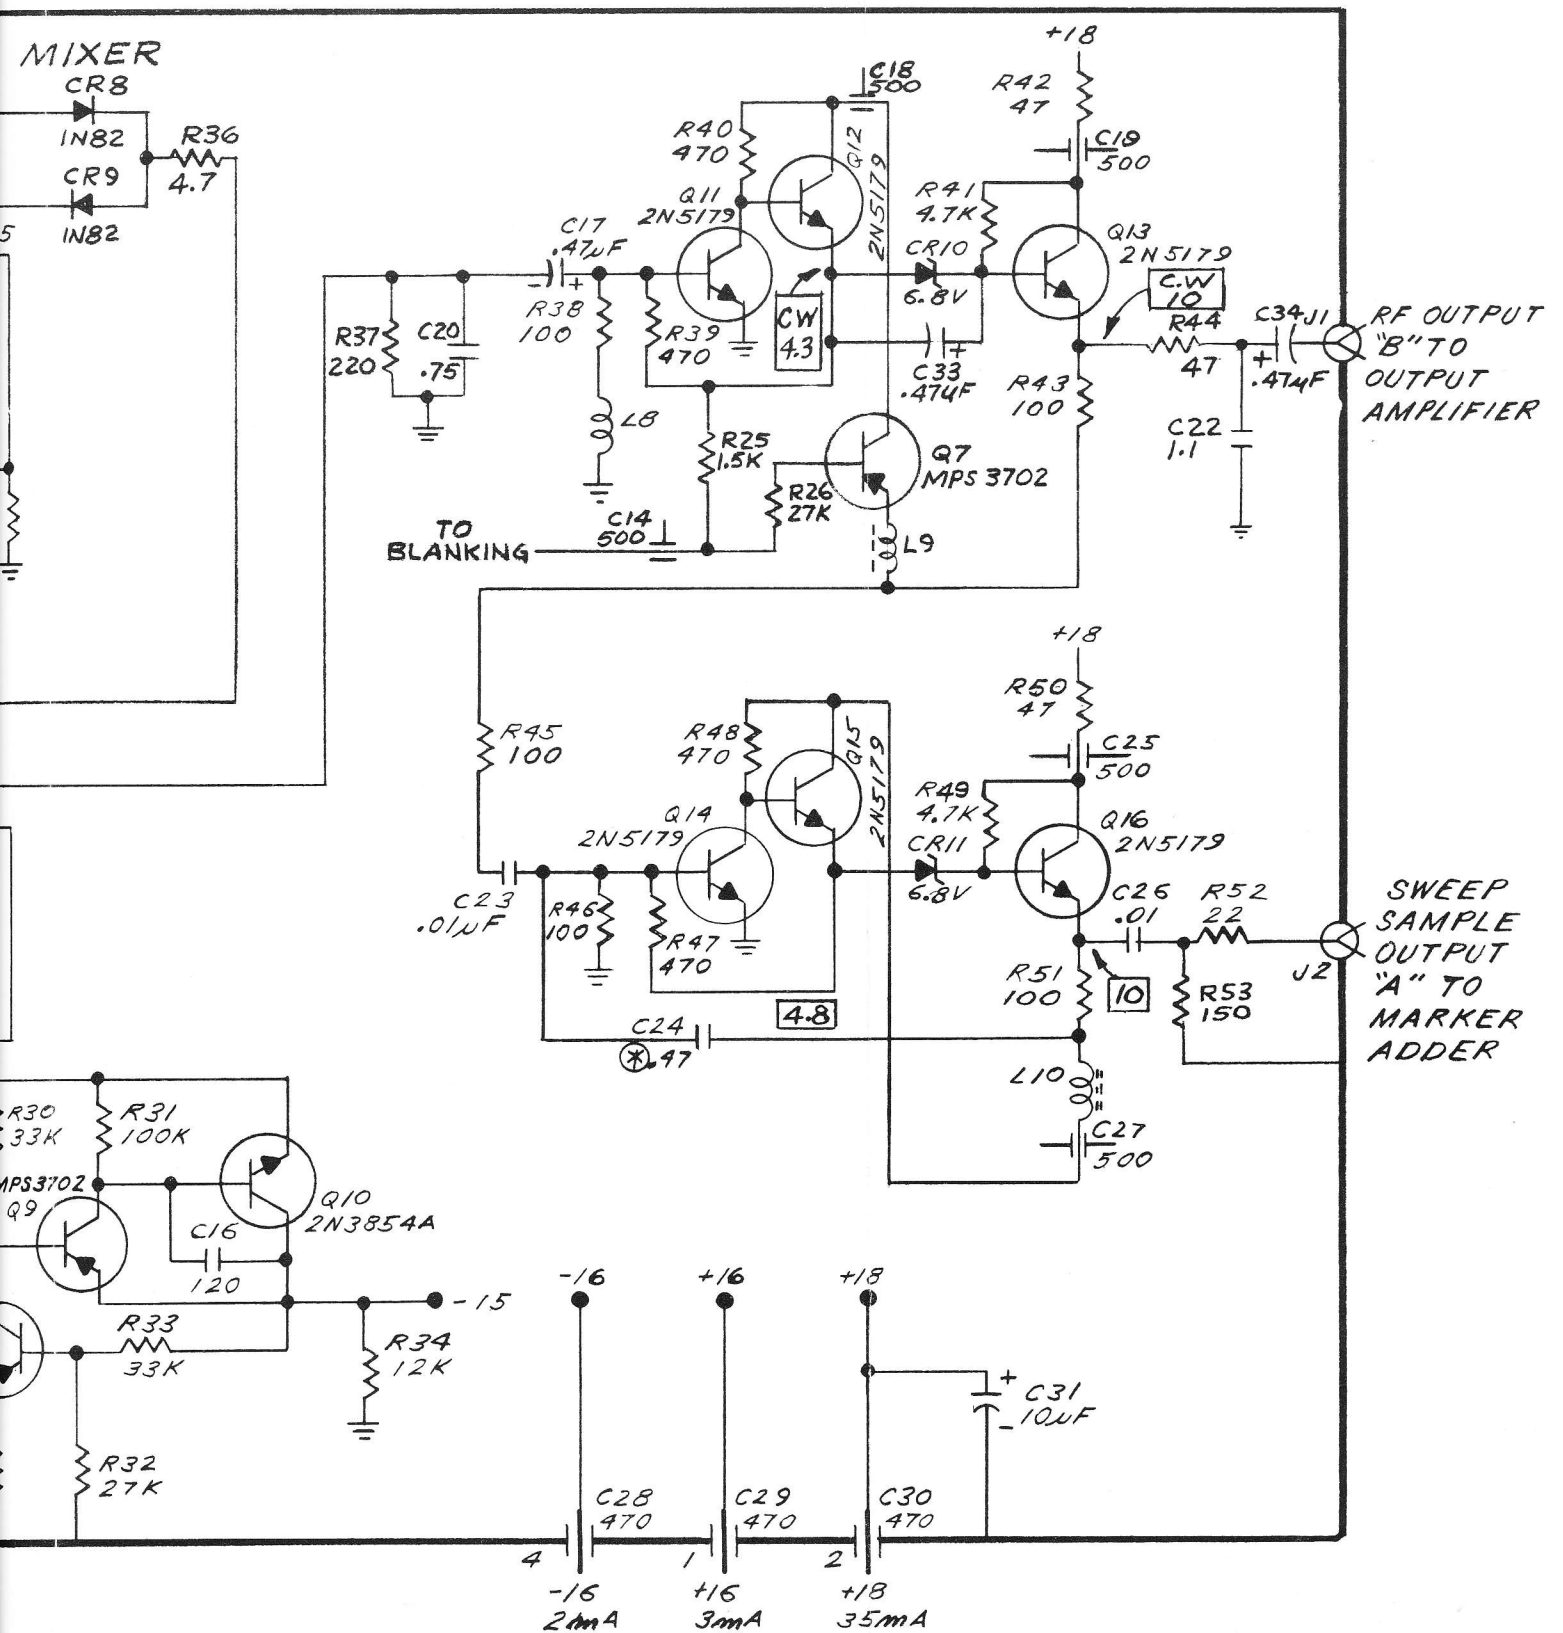 MIXER
CR8
1N82
R36
4.7
CR9
1N82
5
C17
.47µF
- +
R37
220
C20
.75
R38
100
R39
470
L8
R40
470
Q11
2N5179
Q12
2N5179
C18
500
CW
4.3
CR10
6.8V
C33
.47µF
+
R41
4.7K
+18
R42
47
C19
500
Q13
2N5179
C.W
10
R44
47
C34
+
.47µF
J1
RF OUTPUT
"B" TO
OUTPUT
AMPLIFIER
R43
100
C22
1.1
R25
1.5K
R26
27K
Q7
MPS 3702
L9
TO
BLANKING
C14
500
R45
100
C23
.01µF
R46
100
R47
470
Q14
2N5179
R48
470
Q15
2N5179
4.8
C24
* .47
CR11
6.8V
R49
4.7K
+18
R50
47
C25
500
Q16
2N5179
C26
.01
R52
22
R51
100
10
R53
150
J2
SWEEP
SAMPLE
OUTPUT
"A" TO
MARKER
ADDER
L10
C27
500
R30
33K
R31
100K
MPS3702
Q9
C16
120
Q10
2N3854A
-15
R33
33K
R34
12K
R32
27K
-16
+16
+18
+
C31
10µF
-
C28
470
C29
470
C30
470
4
1
2
-16
2mA
+16
3mA
+18
35mA